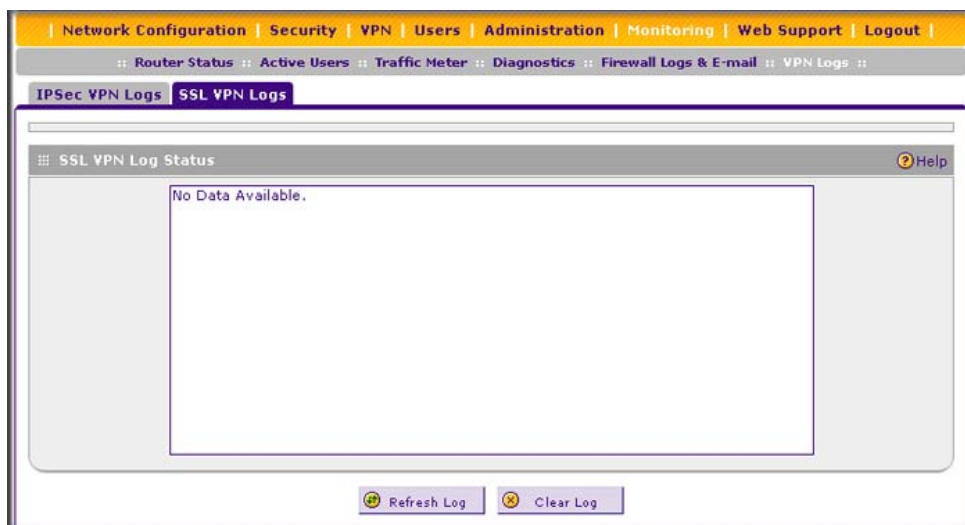 | Network Configuration | Security | VPN | Users | Administration | Monitoring | Web Support | Logout |
:: Router Status :: Active Users :: Traffic Meter :: Diagnostics :: Firewall Logs & E-mail :: VPN Logs ::
IPSec VPN Logs SSL VPN Logs
SSL VPN Log Status ? Help
No Data Available.
Refresh Log Clear Log